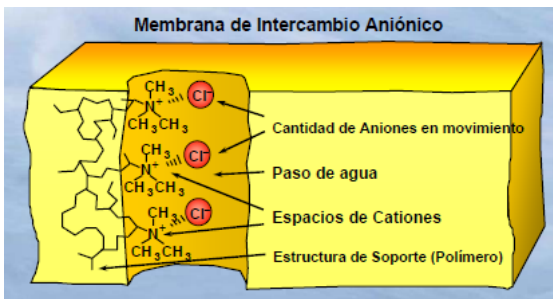 Membrana de Intercambio Aniónico
CH3
N+
CH3CH3
Cl-
Cantidad de Aniones en movimiento
CH3
N+
CH3CH3
Cl-
Paso de agua
CH3
N+
CH3CH3
Cl-
Espacios de Cationes
Estructura de Soporte (Polímero)